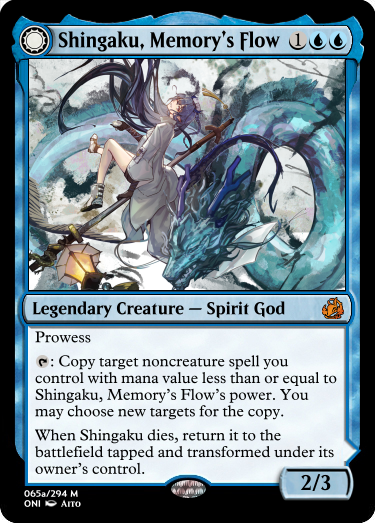 Shingaku, Memory's Flow 1
Legendary Creature — Spirit God
Prowess
: Copy target noncreature spell you
control with mana value less than or equal to
Shingaku, Memory's Flow's power. You
may choose new targets for the copy.
When Shingaku dies, return it to the
battlefield tapped and transformed under its
owner's control.
2/3
065a/294 M
ONI Aito